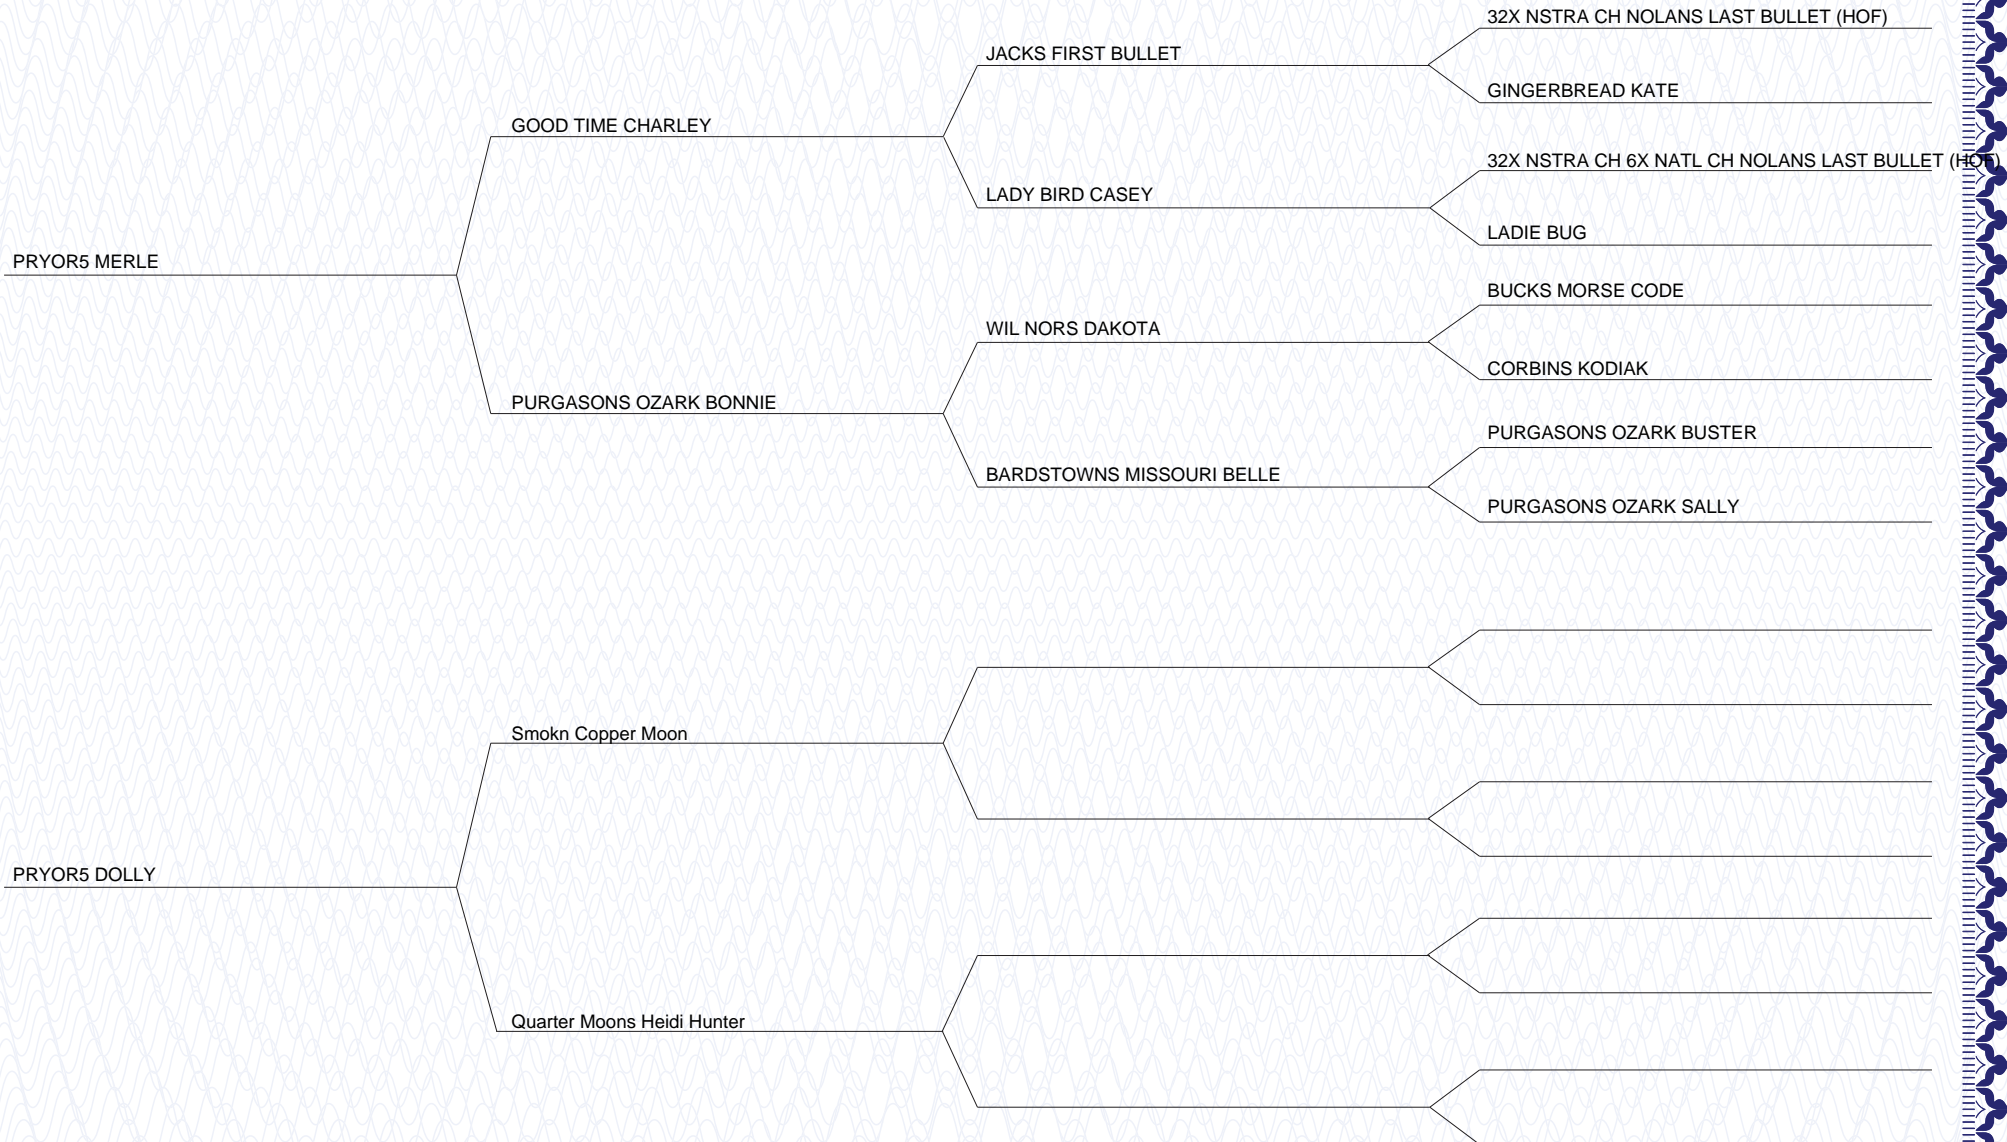 32X NSTRA CH NOLANS LAST BULLET (HOF)
JACKS FIRST BULLET
GINGERBREAD KATE
GOOD TIME CHARLEY
32X NSTRA CH 6X NATL CH NOLANS LAST BULLET (HOF)
LADY BIRD CASEY
LADIE BUG
PRYOR5 MERLE
BUCKS MORSE CODE
WIL NORS DAKOTA
CORBINS KODIAK
PURGASONS OZARK BONNIE
PURGASONS OZARK BUSTER
BARDSTOWNS MISSOURI BELLE
PURGASONS OZARK SALLY
Smokn Copper Moon
PRYOR5 DOLLY
Quarter Moons Heidi Hunter